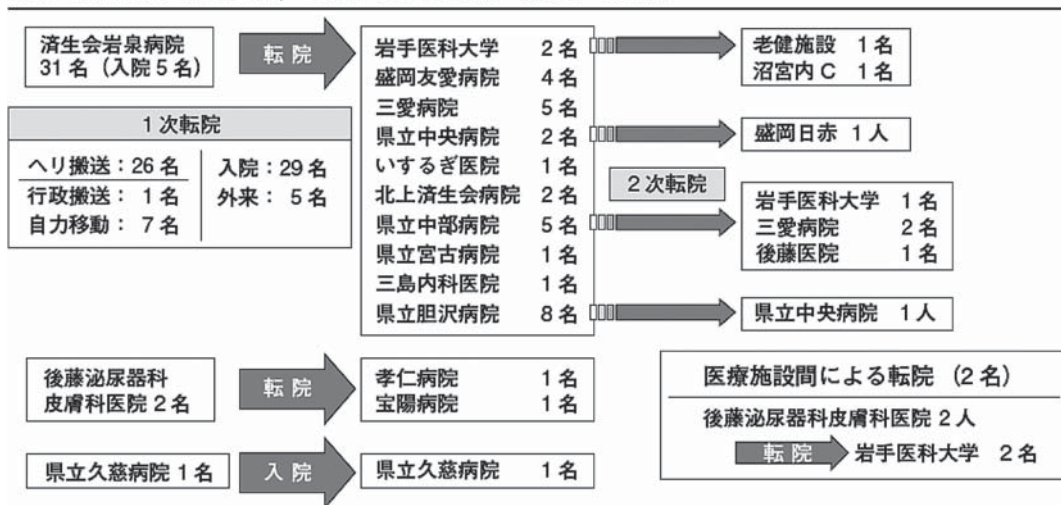 済生会岩泉病院
31名（入院5名）
転院
岩手医科大学 2名
盛岡友愛病院 4名
三愛病院 5名
県立中央病院 2名
いするぎ医院 1名
北上済生会病院 2名
県立中部病院 5名
県立宮古病院 1名
三島内科医院 1名
県立胆沢病院 8名
老健施設 1名
沼宮内C 1名
盛岡日赤 1人
2次転院
岩手医科大学 1名
三愛病院 2名
後藤医院 1名
県立中央病院 1人
1次転院
ヘリ搬送：26名
行政搬送：1名
自力移動：7名
入院：29名
外来：5名
後藤泌尿器科
皮膚科医院2名
転院
孝仁病院 1名
宝陽病院 1名
県立久慈病院1名
入院
県立久慈病院 1名
医療施設間による転院（2名）
後藤泌尿器科皮膚科医院2人
転院 岩手医科大学 2名